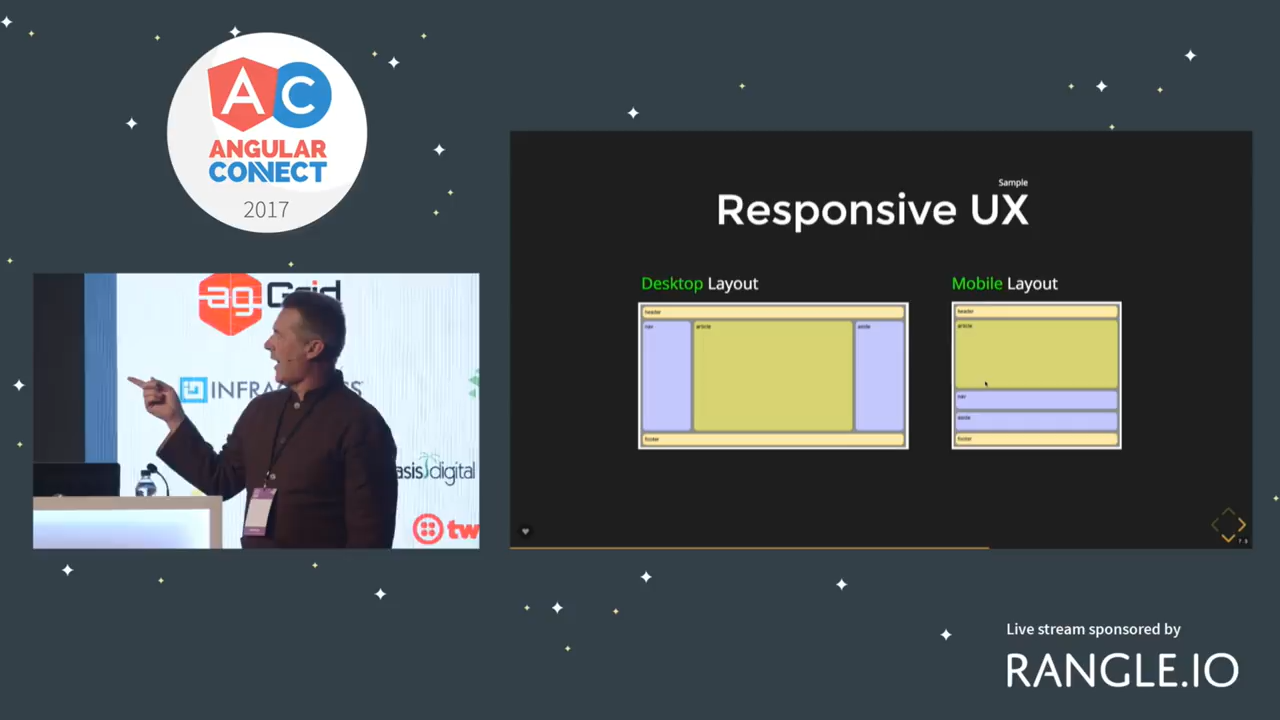 AC
ANGULAR
CONNECT
2017
ag Grid
INFRAGISTICS
asis digital
tw
Sample
Responsive UX
Desktop Layout
header
nav
article
aside
footer
Mobile Layout
header
article
nav
aside
footer
Live stream sponsored by
RANGLE.IO